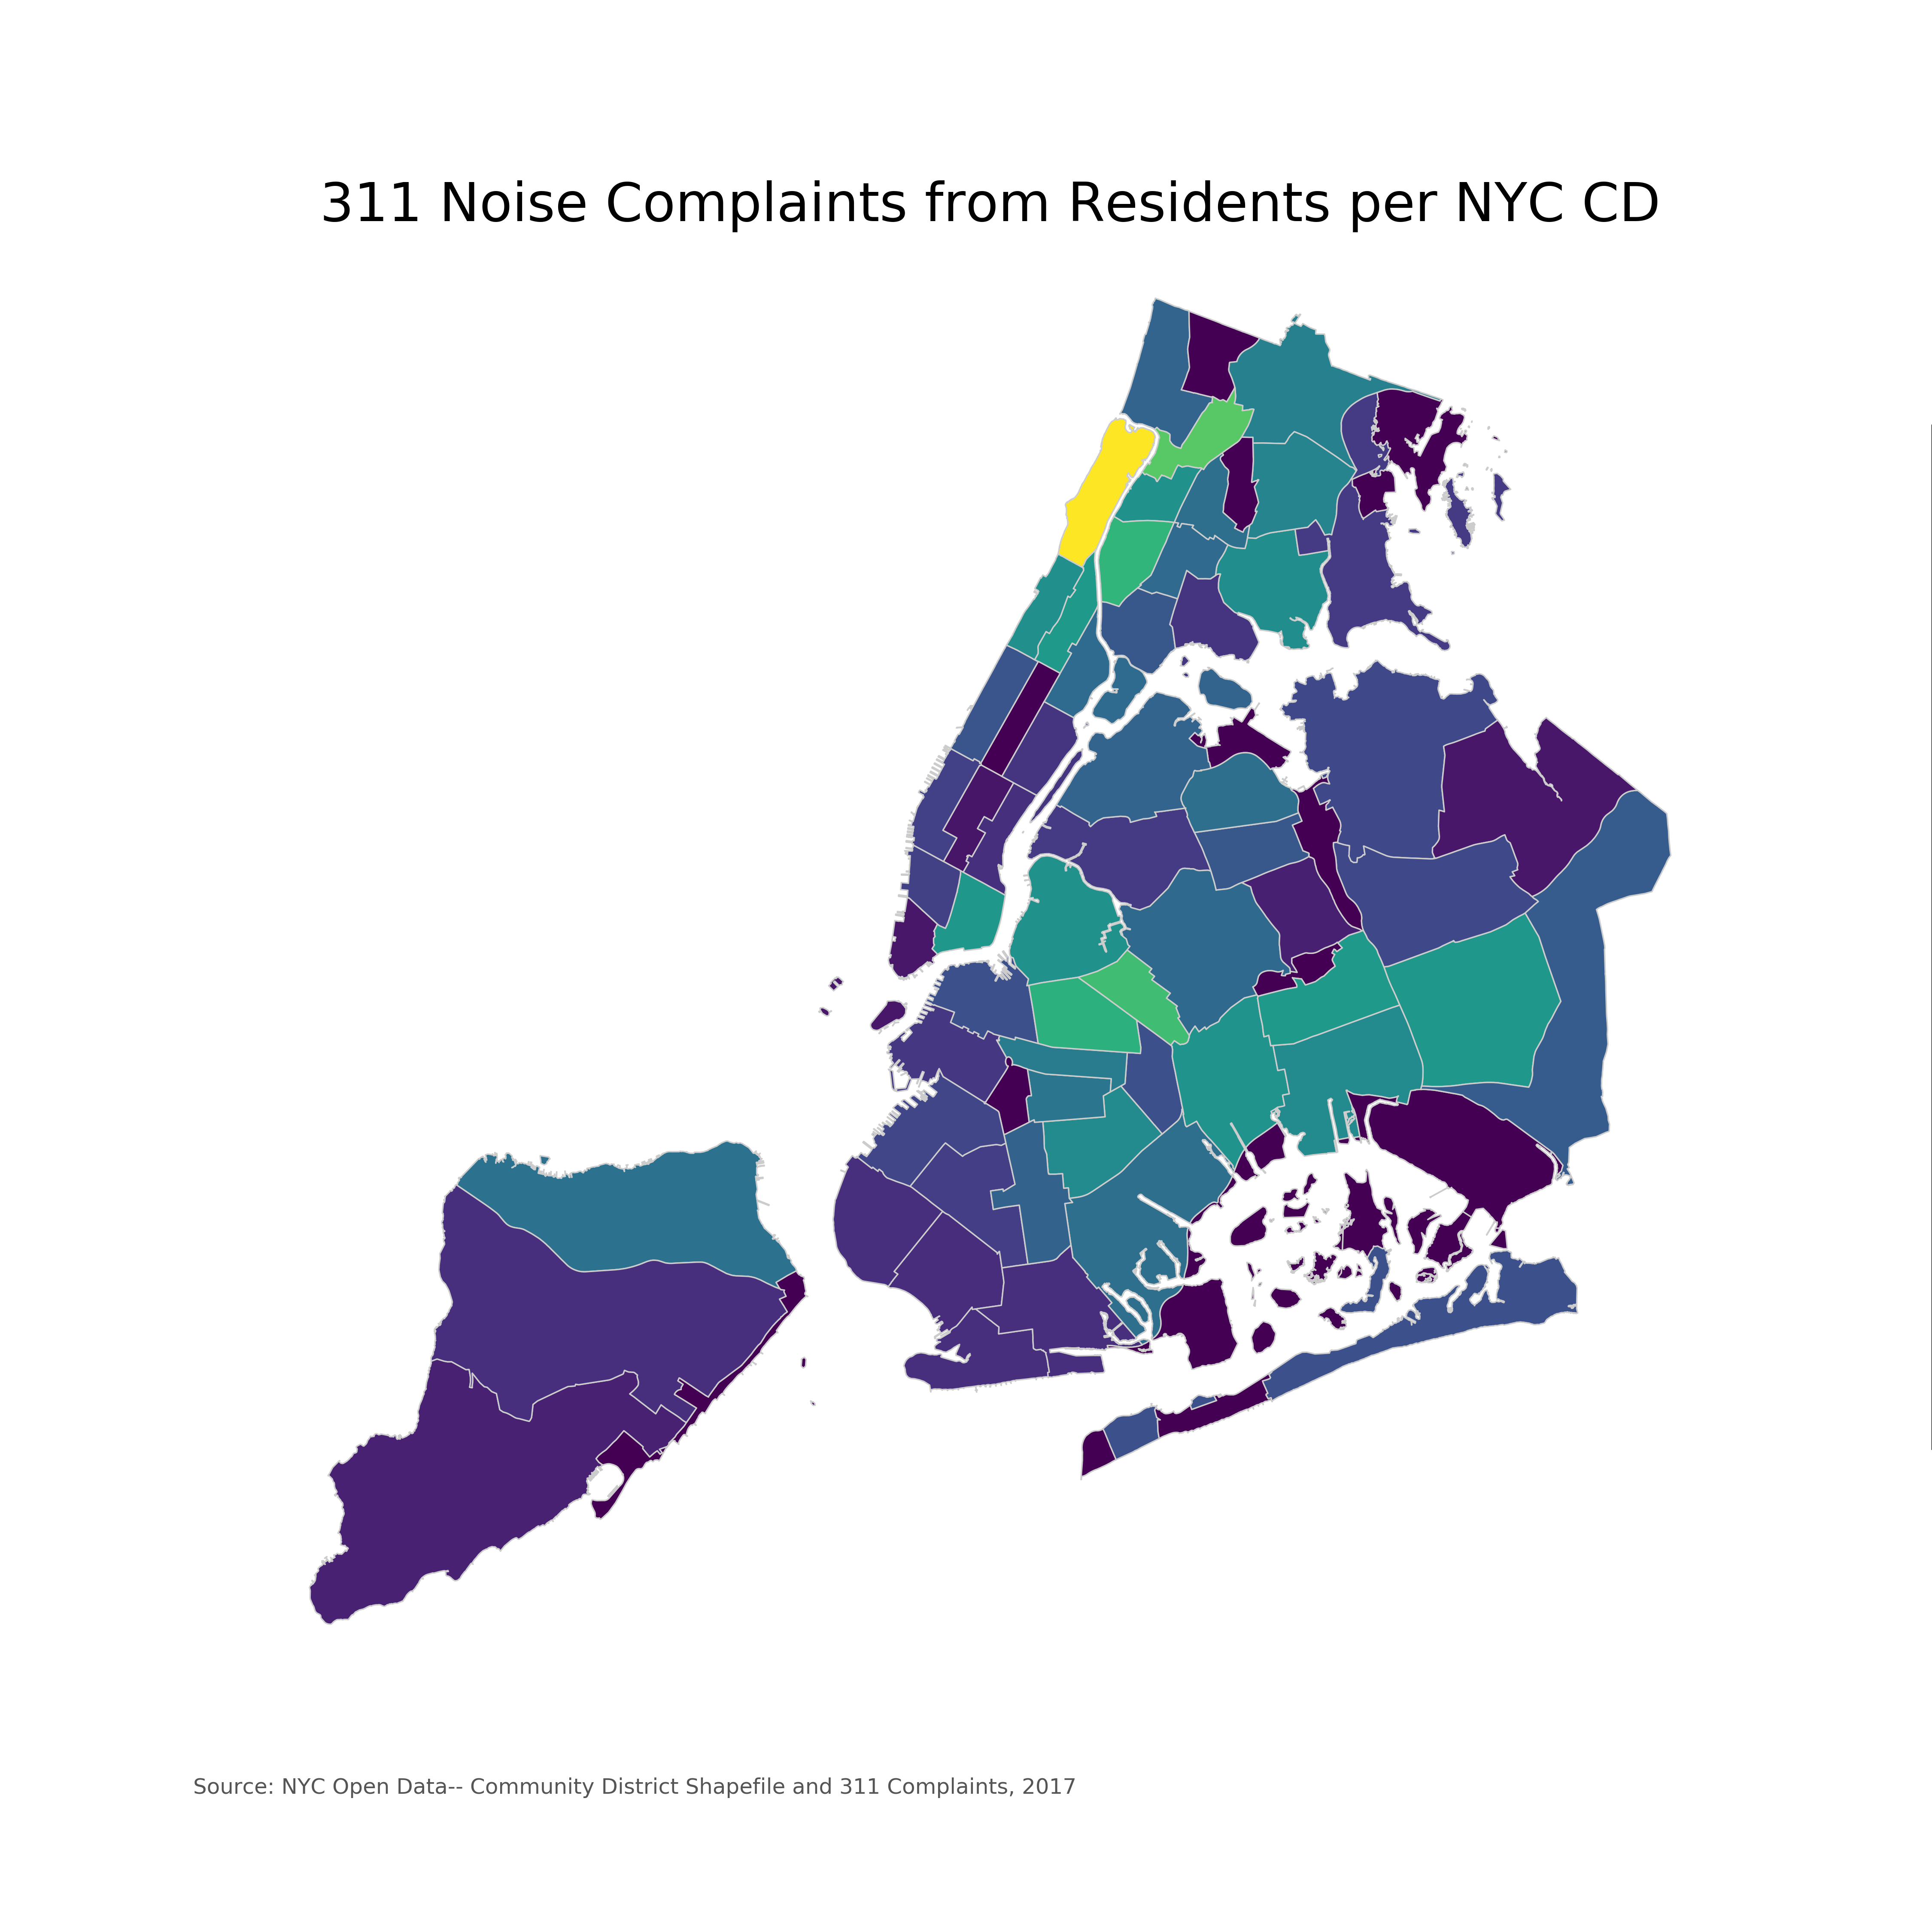 311 Noise Complaints from Residents per NYC CD
Source: NYC Open Data-- Community District Shapefile and 311 Complaints, 2017